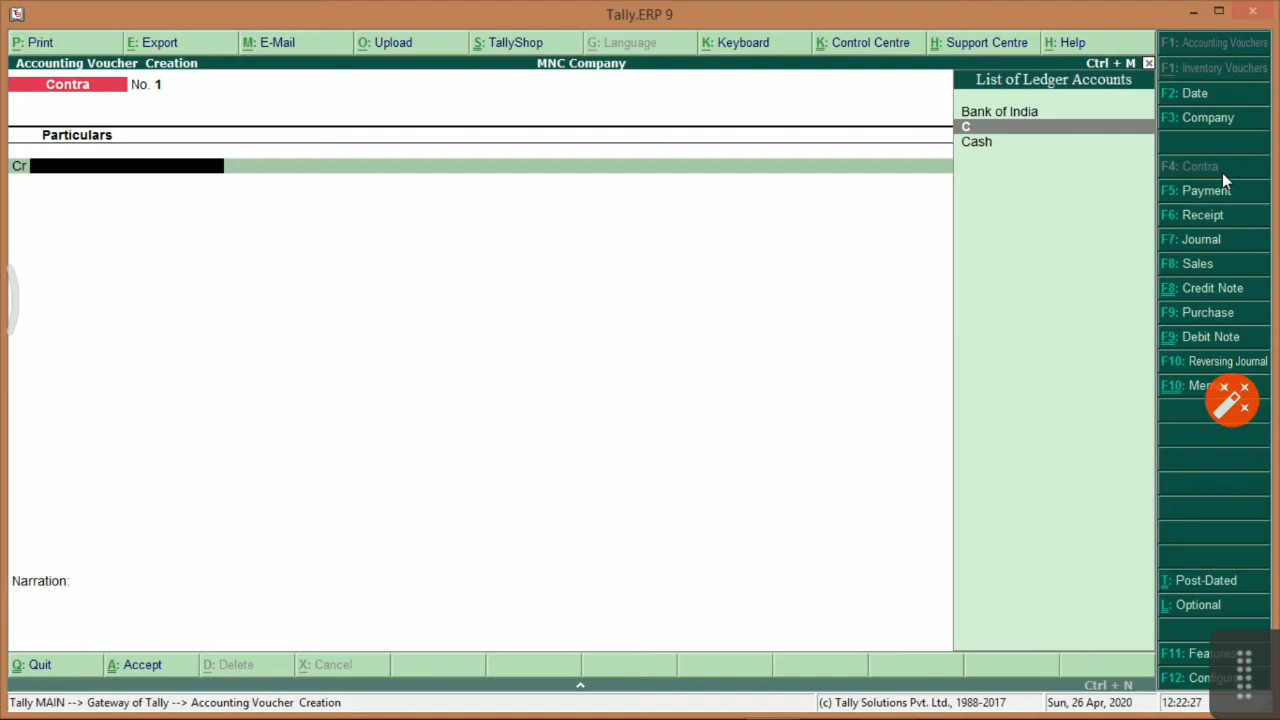 Tally.ERP 9
P: Print E: Export M: E-Mail O: Upload S: TallyShop G: Language K: Keyboard K: Control Centre H: Support Centre H: Help
Accounting Voucher Creation MNC Company Ctrl + M
Contra No. 1
Particulars
Cr
Narration:
List of Ledger Accounts
Bank of India
C
Cash
F1: Accounting Vouchers
F1: Inventory Vouchers
F2: Date
F3: Company
F4: Contra
F5: Payment
F6: Receipt
F7: Journal
F8: Sales
F8: Credit Note
F9: Purchase
F9: Debit Note
F10: Reversing Journal
F10:
T: Post-Dated
L: Optional
F11:
F12:
Q: Quit A: Accept D: Delete X: Cancel
Ctrl + N
Tally MAIN --> Gateway of Tally --> Accounting Voucher Creation (c) Tally Solutions Pvt. Ltd., 1988-2017 Sun, 26 Apr, 2020 12:22:27